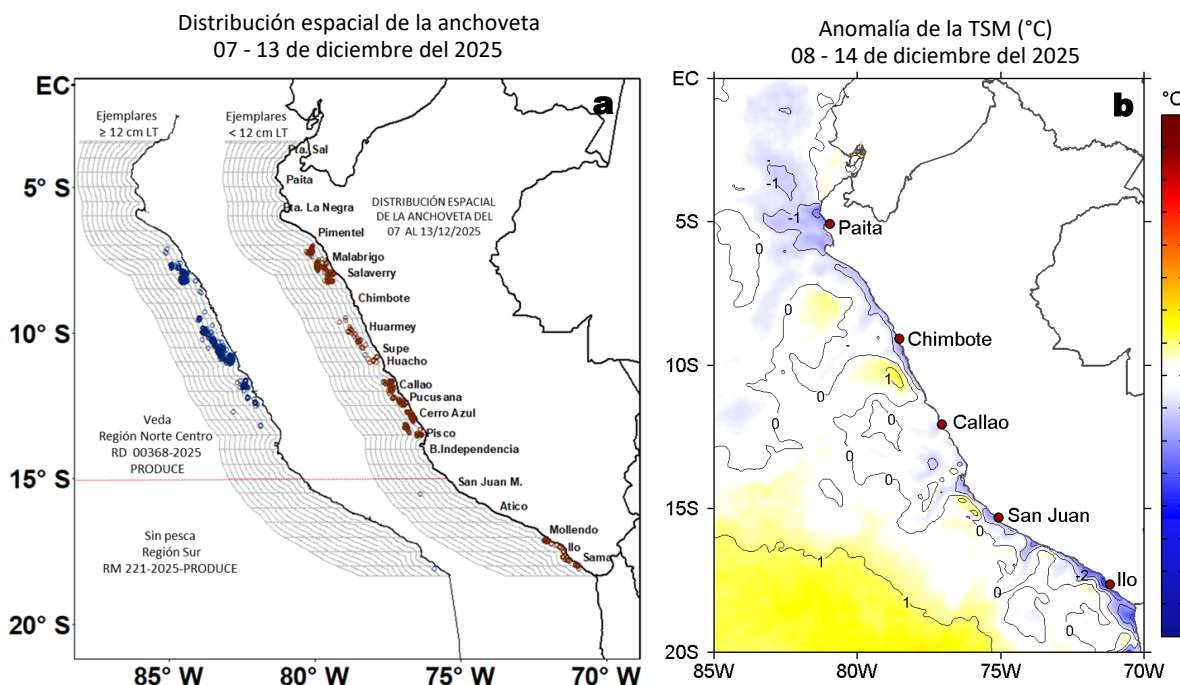 Distribución espacial de la anchoveta
07 - 13 de diciembre del 2025
EC
5° S
10° S
15° S
20° S
85° W
80° W
75° W
70° W
a
Ejemplares
≥ 12 cm LT
Ejemplares
< 12 cm LT
DISTRIBUCIÓN ESPACIAL
DE LA ANCHOVETA DEL
07 AL 13/12/2025
Pta. Sal
Paita
Pta. La Negra
Pimentel
Malabrigo
Salaverry
Chimbote
Huarmey
Supe
Huacho
Callao
Pucusana
Cerro Azul
Pisco
B.Independencia
San Juan M.
Atico
Mollendo
Ilo
Sama
Veda
Región Norte Centro
RD 00368-2025
PRODUCE
Sin pesca
Región Sur
RM 221-2025-PRODUCE
Anomalía de la TSM (°C)
08 - 14 de diciembre del 2025
EC
5S
10S
15S
20S
85W
80W
75W
70W
b
°C
-1
-1
0
0
0
Paita
0
Chimbote
1
0
0
0
0
Callao
0
0
San Juan
0
1
1
-2
Ilo
0
0